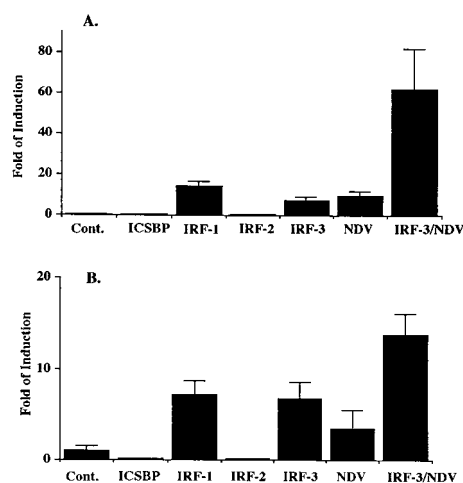 A.
80
60
40
20
0
Fold of Induction
Cont. ICSBP IRF-1 IRF-2 IRF-3 NDV IRF-3/NDV
B.
20
10
0
Fold of Induction
Cont. ICSBP IRF-1 IRF-2 IRF-3 NDV IRF-3/NDV